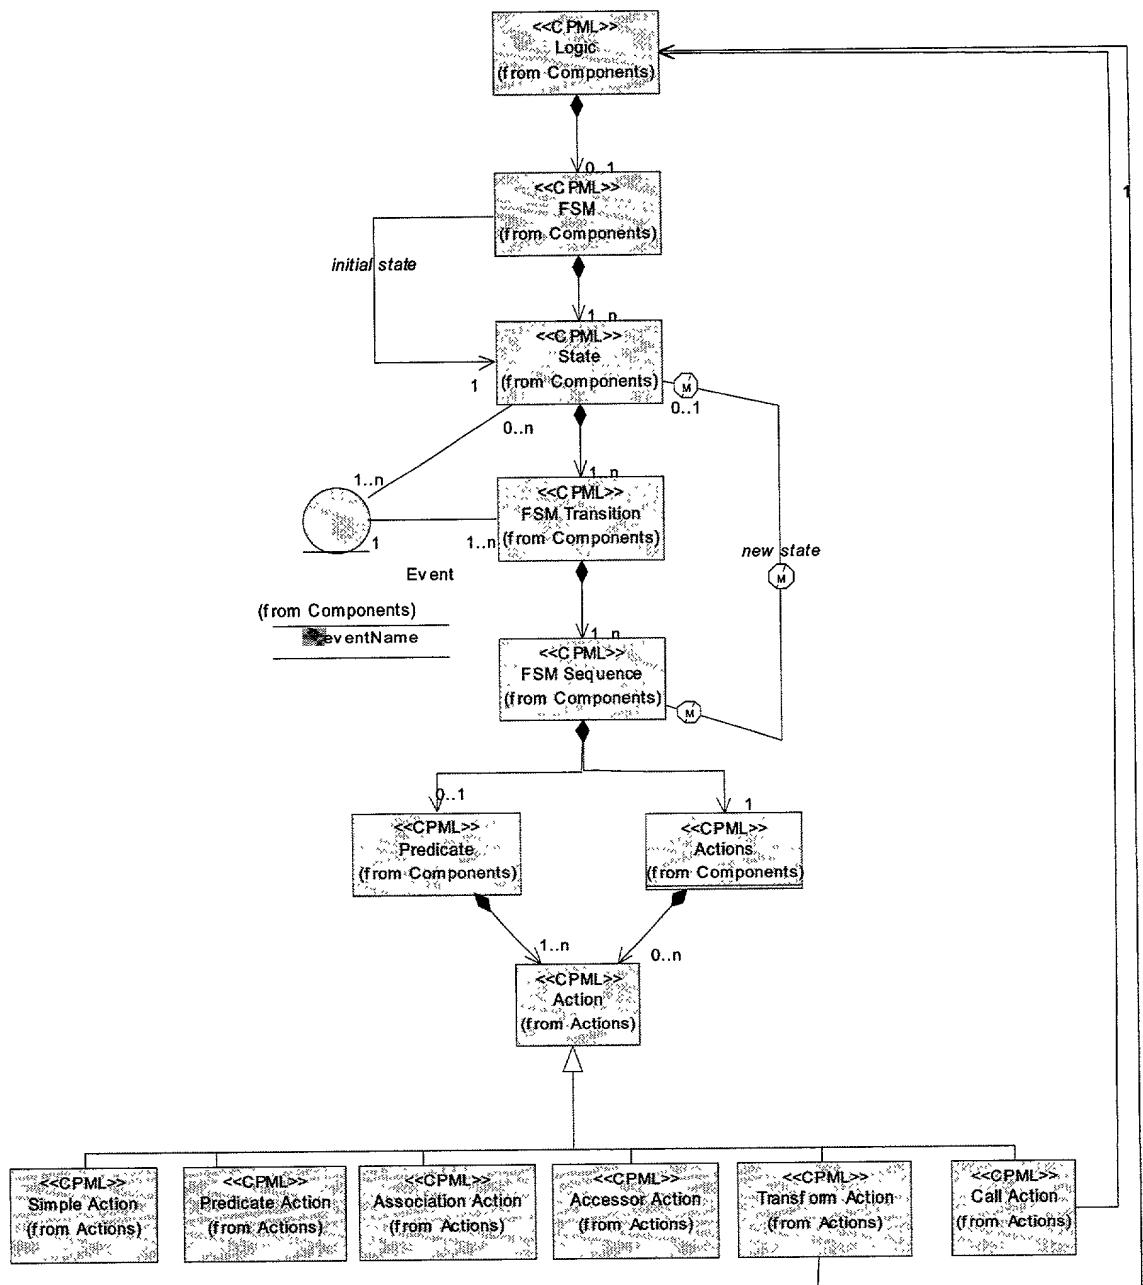 <<CPML>>
Logic
(from Components)
0..1
<<CPML>>
FSM
(from Components)
1
initial state
1..n
<<CPML>>
State
(from Components)
1
0..n
M
0..1
1..n
1..n
<<CPML>>
FSM Transition
(from Components)
1
1..n
new state
M
Event
(from Components)
eventName
1..n
<<CPML>>
FSM Sequence
(from Components)
M
0..1
1
<<CPML>>
Predicate
(from Components)
<<CPML>>
Actions
(from Components)
1..n
0..n
<<CPML>>
Action
(from Actions)
<<CPML>>
Simple Action
(from Actions)
<<CPML>>
Predicate Action
(from Actions)
<<CPML>>
Association Action
(from Actions)
<<CPML>>
Accessor Action
(from Actions)
<<CPML>>
Transform Action
(from Actions)
<<CPML>>
Call Action
(from Actions)